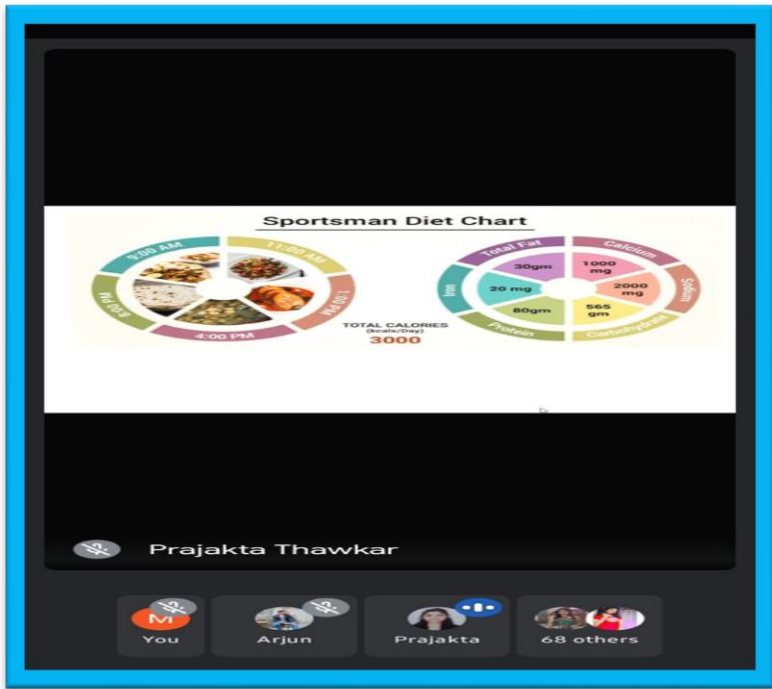 Sportsman Diet Chart
9:00 AM
11:00 AM
1:00 PM
4:00 PM
8:00 PM
TOTAL CALORIES
(kcals/Day)
3000
Total Fat
30gm
Calcium
1000
mg
Sodium
2000
mg
Carbohydrate
565
gm
Protein
80gm
Iron
20 mg
Prajakta Thawkar
M
You
Arjun
Prajakta
68 others